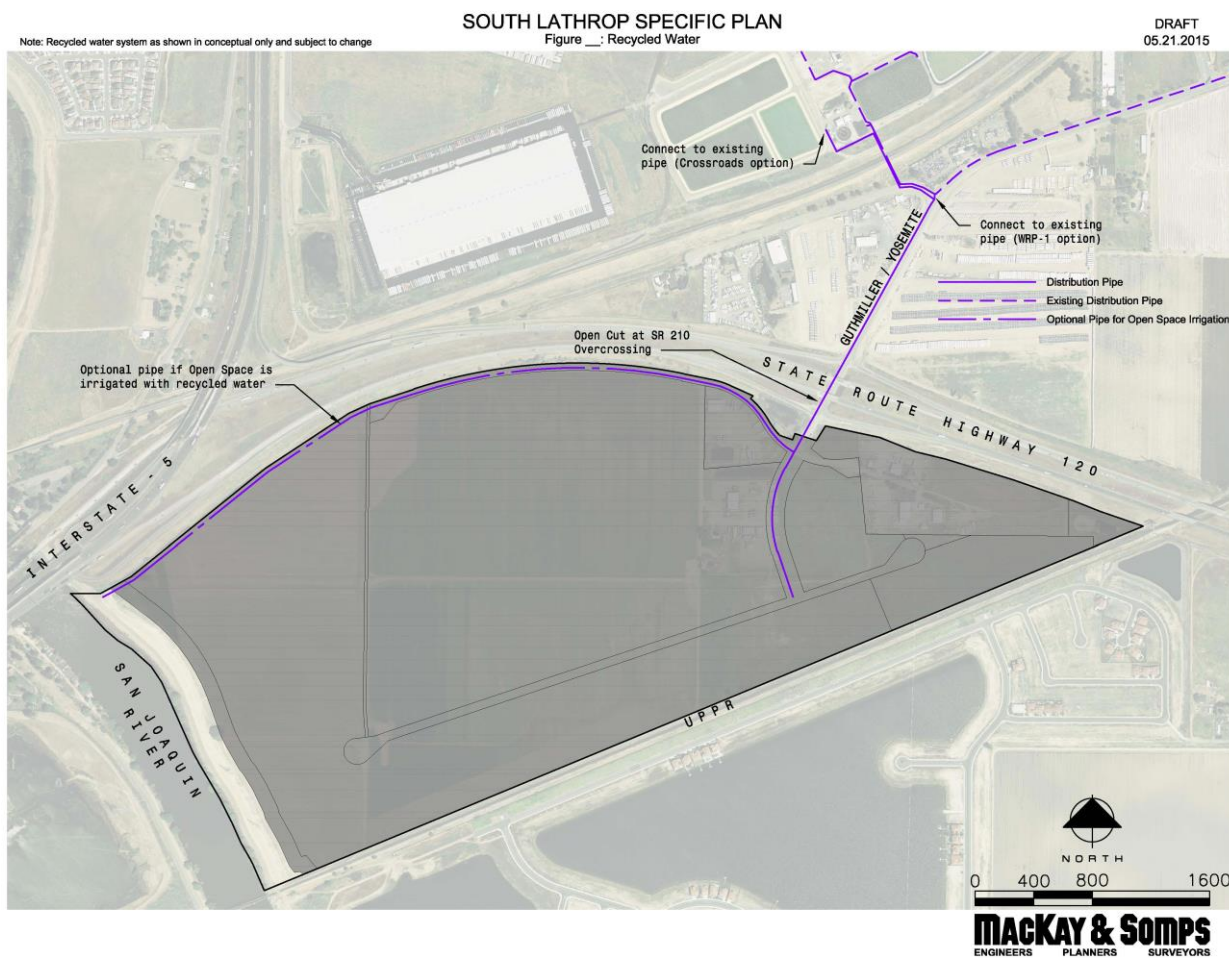 SOUTH LATHROP SPECIFIC PLAN
Figure __: Recycled Water
DRAFT
05.21.2015
Note: Recycled water system as shown in conceptual only and subject to change
Connect to existing
pipe (Crossroads option)
Connect to existing
pipe (WRP-1 option)
GUTHMILLER / YOSEMITE
Distribution Pipe
Existing Distribution Pipe
Optional Pipe for Open Space Irrigation
Open Cut at SR 210
Overcrossing
Optional pipe if Open Space is
irrigated with recycled water
STATE ROUTE HIGHWAY 120
INTERSTATE - 5
SAN JOAQUIN
RIVER
UPPR
NORTH
0 400 800 1600
MACKAY & SOMPS
ENGINEERS PLANNERS SURVEYORS